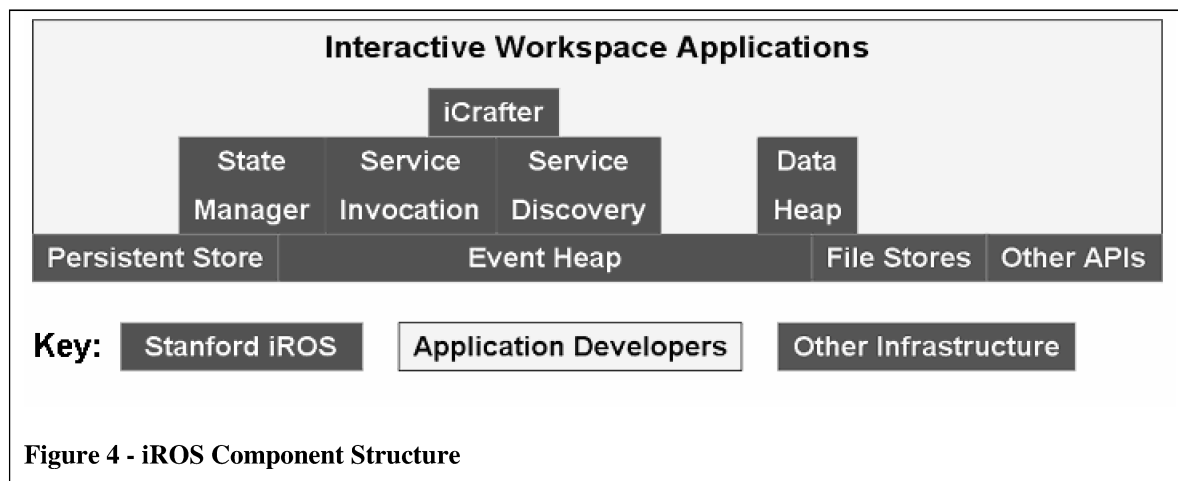 Interactive Workspace Applications
iCrafter
State Manager
Service Invocation
Service Discovery
Data Heap
Persistent Store
Event Heap
File Stores
Other APIs
Key:
Stanford iROS
Application Developers
Other Infrastructure
Figure 4 - iROS Component Structure